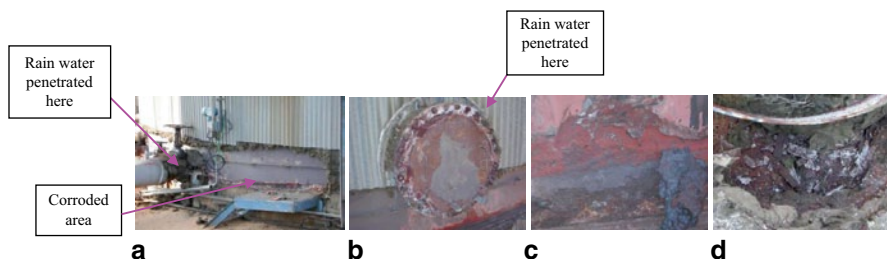 Rain water
penetrated
here
Rain water
penetrated
here
Corroded
area
a
b
c
d